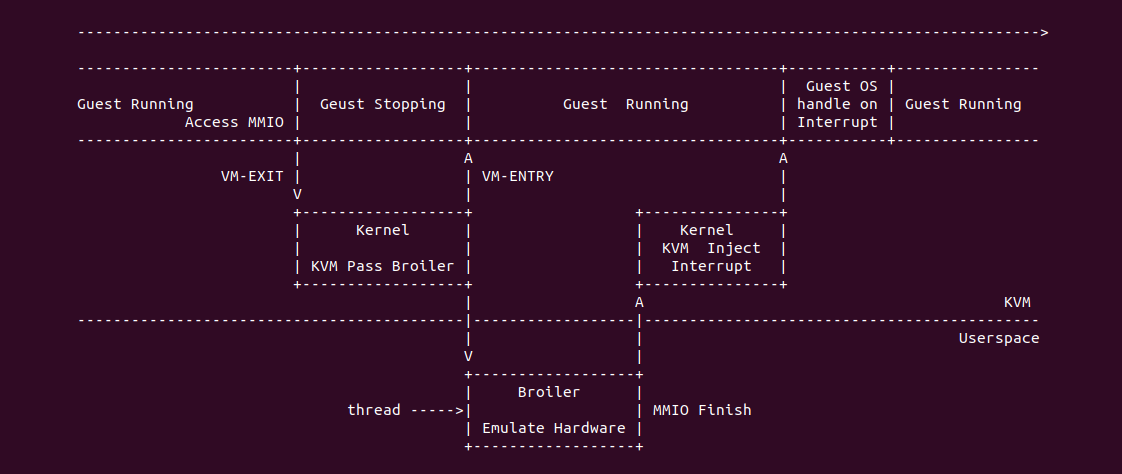 Guest OS
Guest Running Geust Stopping Guest Running handle on Guest Running
Access MMIO Interrupt
A A
VM-EXIT VM-ENTRY
V
Kernel Kernel
KVM Inject
KVM Pass Broiler Interrupt
A KVM
Userspace
V
Broiler
thread ----->| MMIO Finish
Emulate Hardware